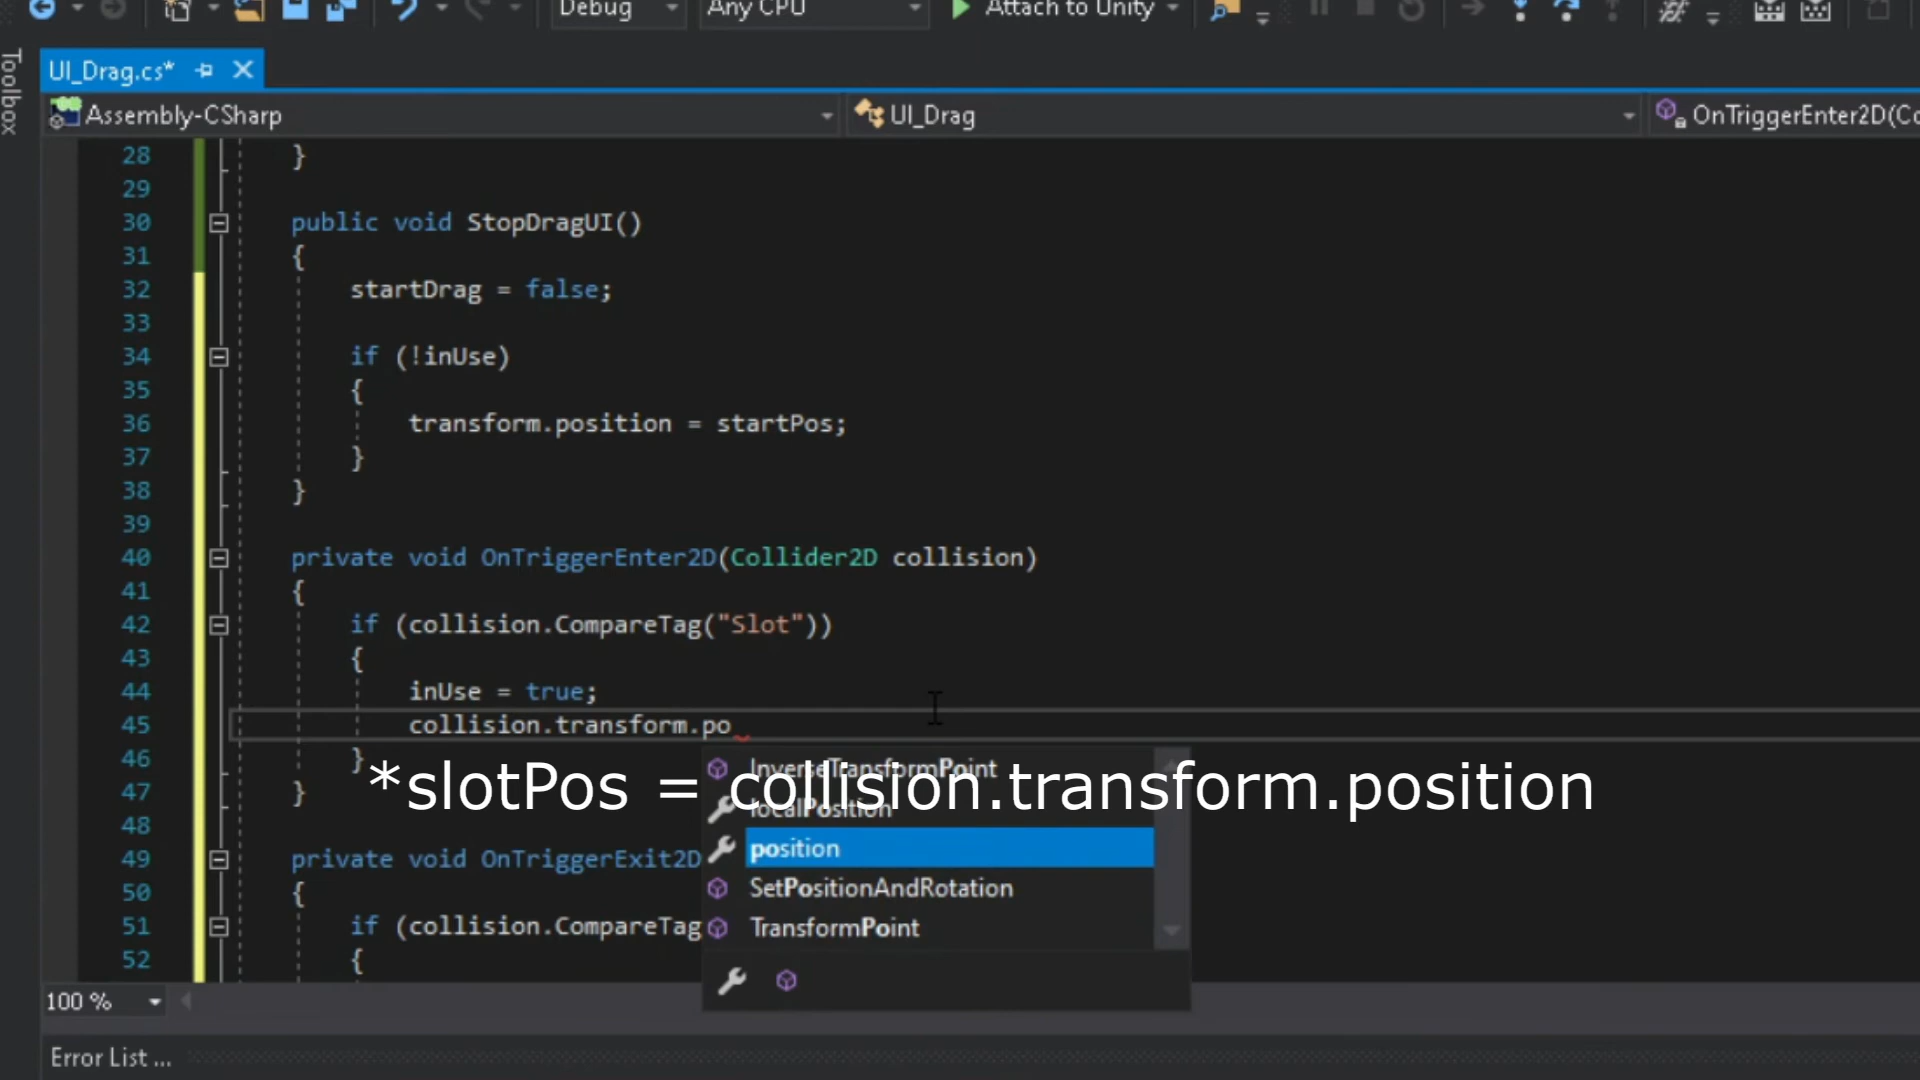 Debug
Any CPU
Attach to Unity
Toolbox
UI_Drag.cs*
Assembly-CSharp
UI_Drag
OnTriggerEnter2D(Co
28 }
29
30 public void StopDragUI()
31 {
32 startDrag = false;
33
34 if (!inUse)
35 {
36 transform.position = startPos;
37 }
38 }
39
40 private void OnTriggerEnter2D(Collider2D collision)
41 {
42 if (collision.CompareTag("Slot"))
43 {
44 inUse = true;
45 collision.transform.po
46 }
InverseTransformPoint
*slotPos = collision.transform.position
47 }
localPosition
48
position
49 private void OnTriggerExit2D
50 {
SetPositionAndRotation
51 if (collision.CompareTag
TransformPoint
52 {
100 %
Error List ...